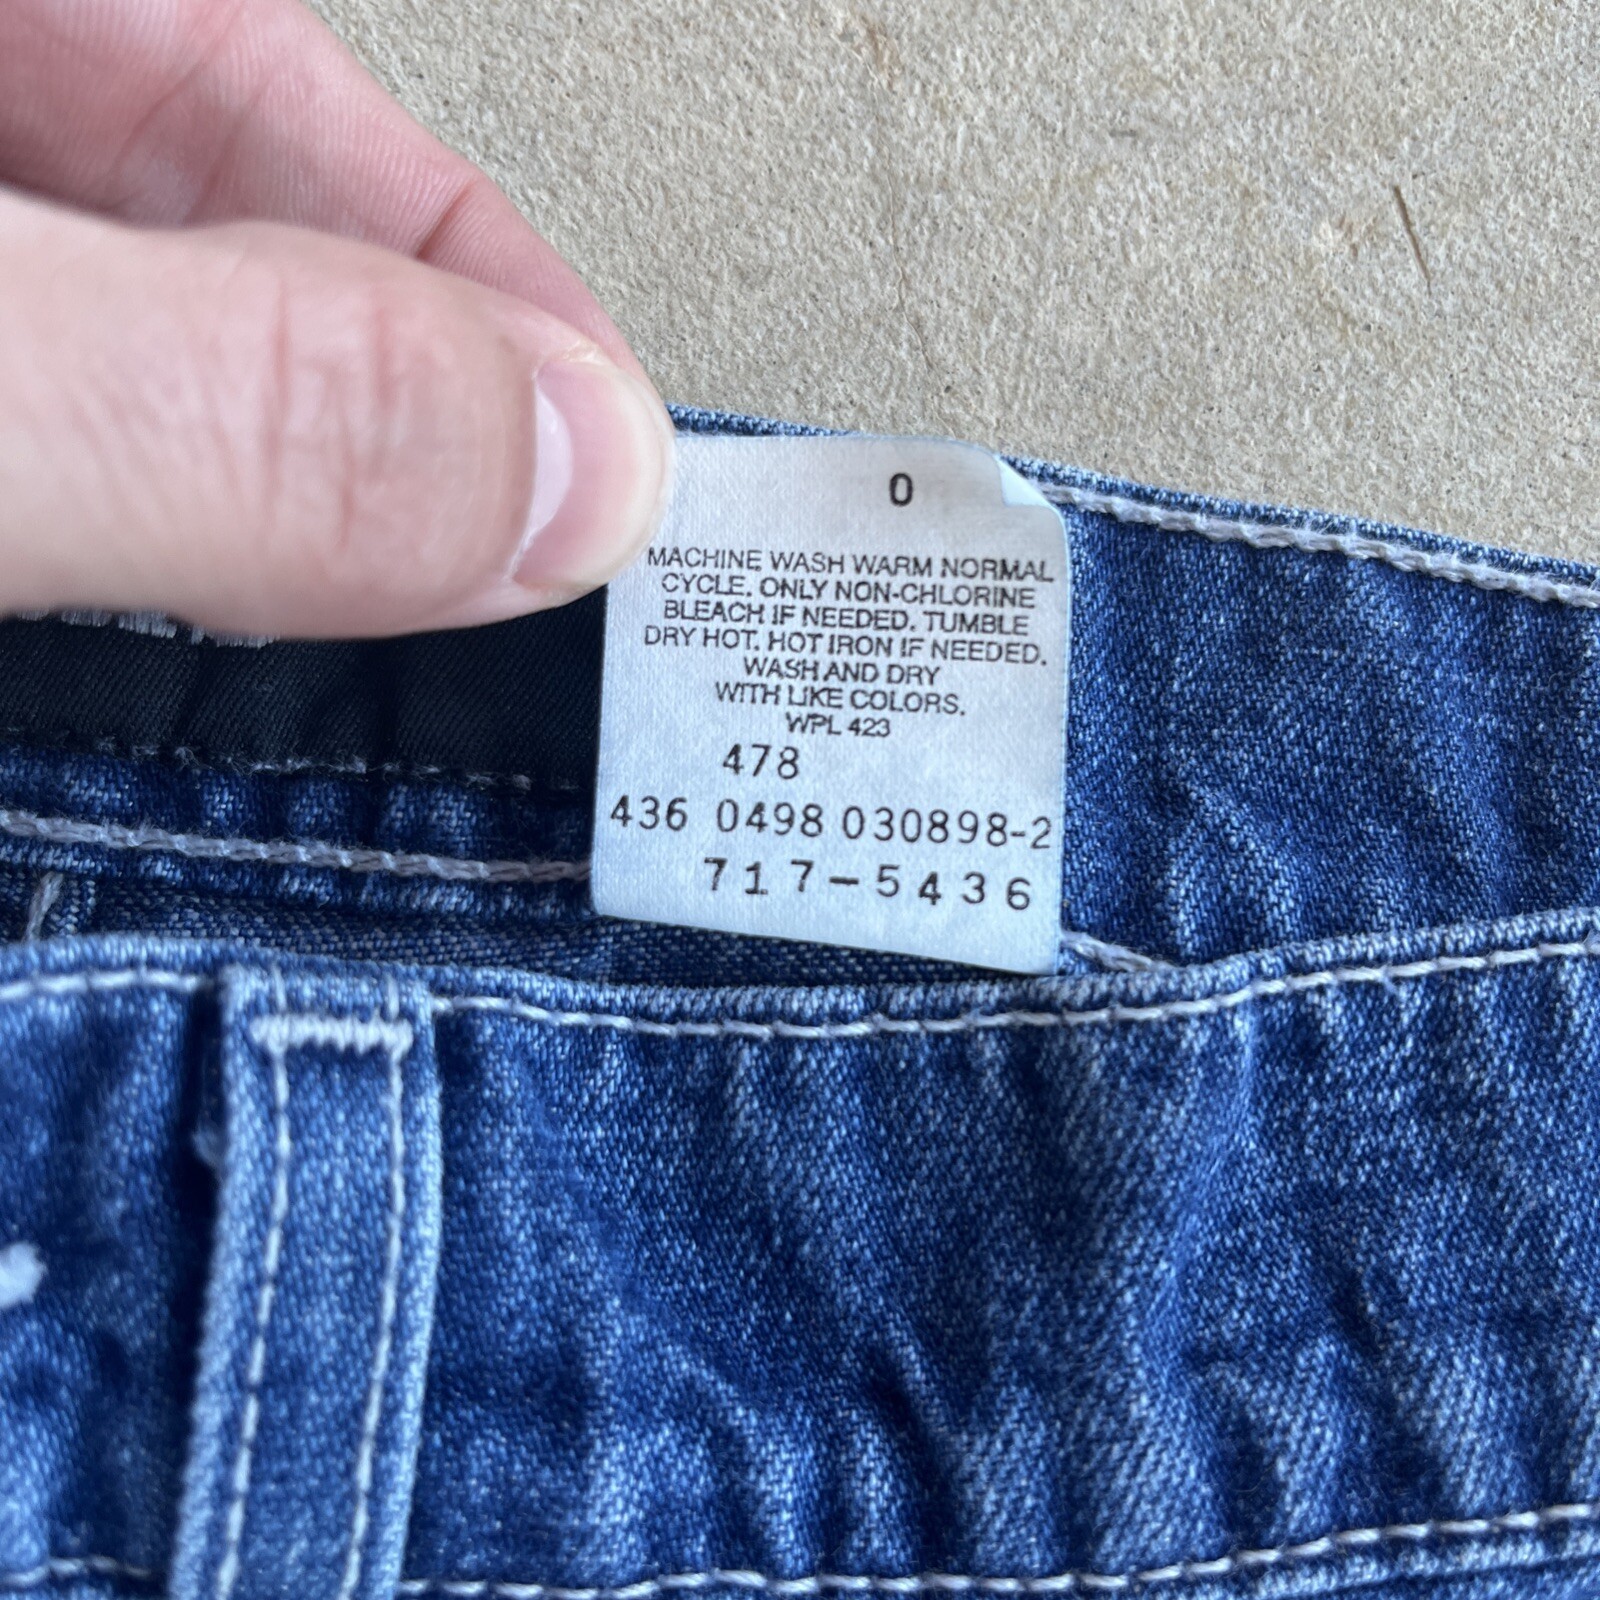 0
MACHINE WASH WARM NORMAL
CYCLE. ONLY NON-CHLORINE
BLEACH IF NEEDED. TUMBLE
DRY HOT. HOT IRON IF NEEDED.
WASH AND DRY
WITH LIKE COLORS.
WPL 423
478
436 0498 030898-2
717-5436